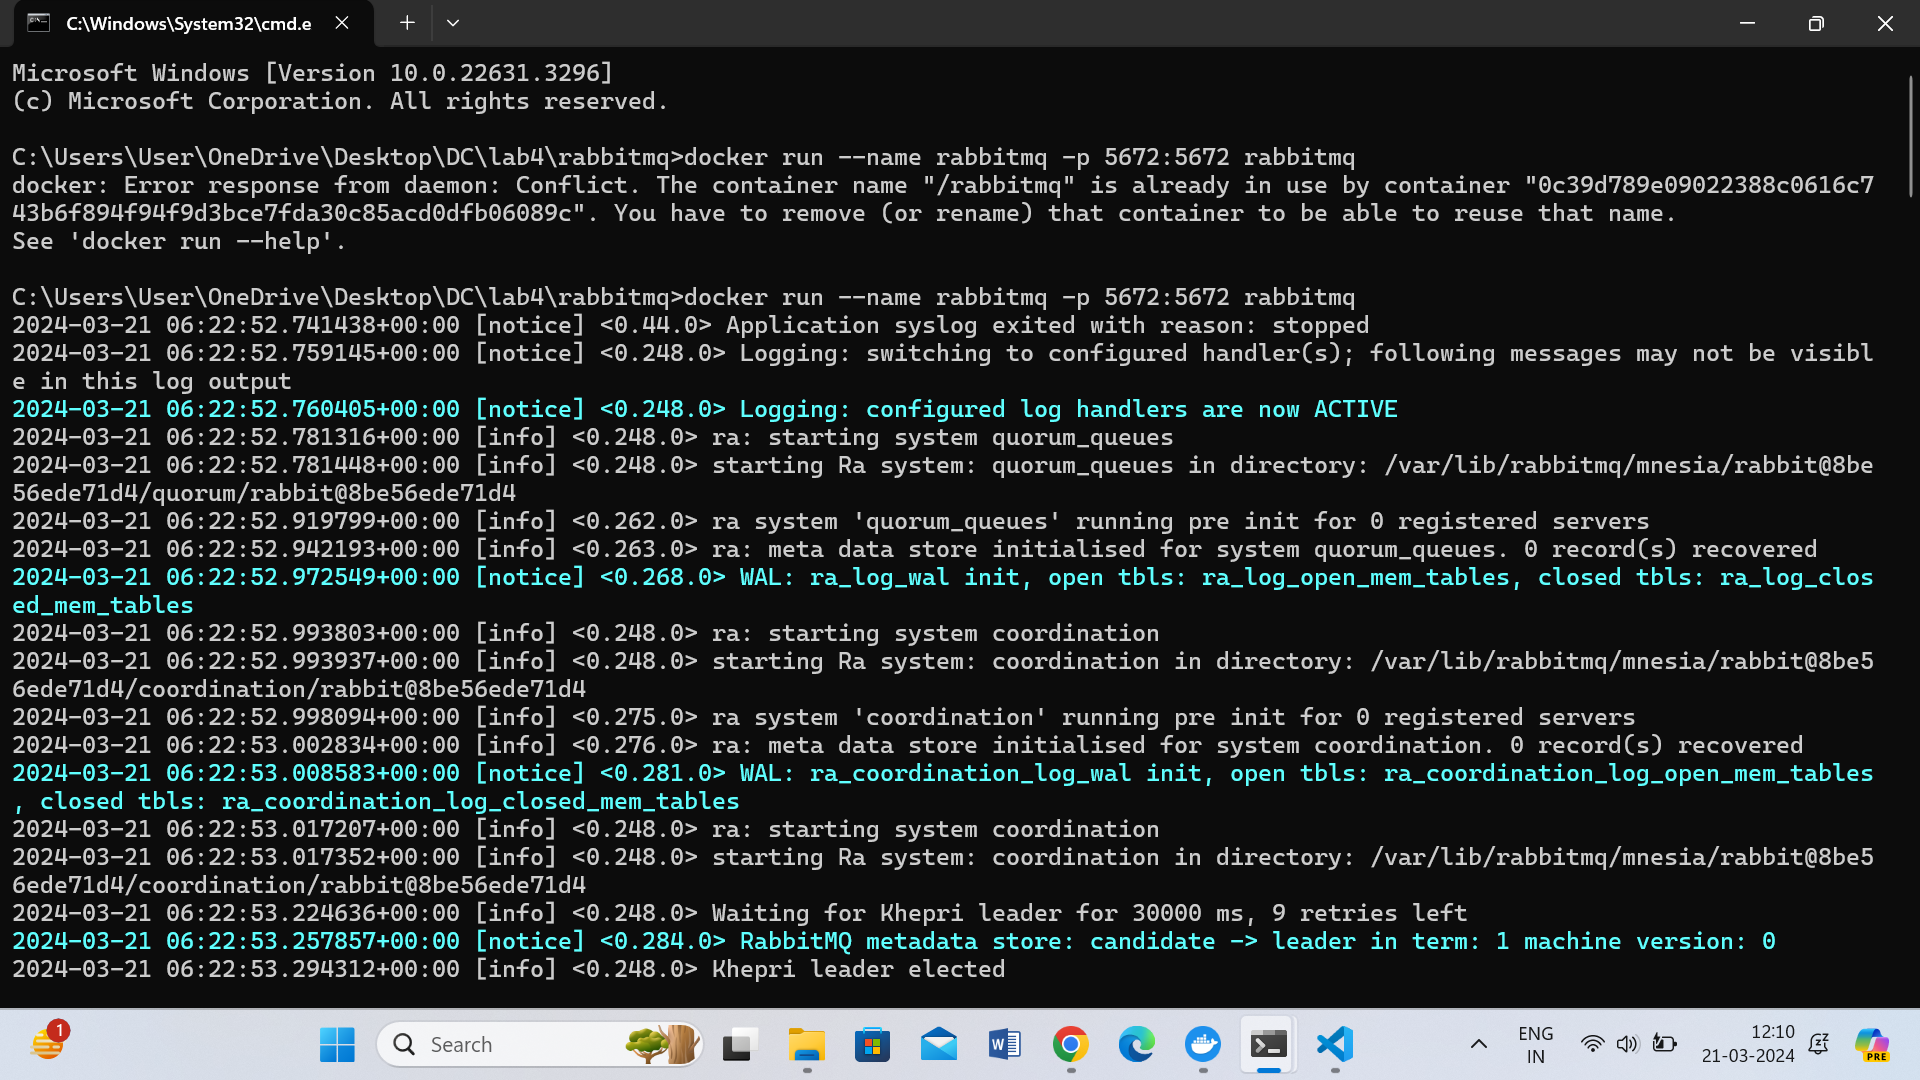 C:\Windows\System32\cmd.e
Microsoft Windows [Version 10.0.22631.3296]
(c) Microsoft Corporation. All rights reserved.
C:\Users\User\OneDrive\Desktop\DC\lab4\rabbitmq>docker run --name rabbitmq -p 5672:5672 rabbitmq
docker: Error response from daemon: Conflict. The container name "/rabbitmq" is already in use by container "0c39d789e09022388c0616c7
43b6f894f94f9d3bce7fda30c85acd0dfb06089c". You have to remove (or rename) that container to be able to reuse that name.
See 'docker run --help'.
C:\Users\User\OneDrive\Desktop\DC\lab4\rabbitmq>docker run --name rabbitmq -p 5672:5672 rabbitmq
2024-03-21 06:22:52.741438+00:00 [notice] <0.44.0> Application syslog exited with reason: stopped
2024-03-21 06:22:52.759145+00:00 [notice] <0.248.0> Logging: switching to configured handler(s); following messages may not be visibl
e in this log output
2024-03-21 06:22:52.760405+00:00 [notice] <0.248.0> Logging: configured log handlers are now ACTIVE
2024-03-21 06:22:52.781316+00:00 [info] <0.248.0> ra: starting system quorum_queues
2024-03-21 06:22:52.781448+00:00 [info] <0.248.0> starting Ra system: quorum_queues in directory: /var/lib/rabbitmq/mnesia/rabbit@8be
56ede71d4/quorum/rabbit@8be56ede71d4
2024-03-21 06:22:52.919799+00:00 [info] <0.262.0> ra system 'quorum_queues' running pre init for 0 registered servers
2024-03-21 06:22:52.942193+00:00 [info] <0.263.0> ra: meta data store initialised for system quorum_queues. 0 record(s) recovered
2024-03-21 06:22:52.972549+00:00 [notice] <0.268.0> WAL: ra_log_wal init, open tbls: ra_log_open_mem_tables, closed tbls: ra_log_clos
ed_mem_tables
2024-03-21 06:22:52.993803+00:00 [info] <0.248.0> ra: starting system coordination
2024-03-21 06:22:52.993937+00:00 [info] <0.248.0> starting Ra system: coordination in directory: /var/lib/rabbitmq/mnesia/rabbit@8be5
6ede71d4/coordination/rabbit@8be56ede71d4
2024-03-21 06:22:52.998094+00:00 [info] <0.275.0> ra system 'coordination' running pre init for 0 registered servers
2024-03-21 06:22:53.002834+00:00 [info] <0.276.0> ra: meta data store initialised for system coordination. 0 record(s) recovered
2024-03-21 06:22:53.008583+00:00 [notice] <0.281.0> WAL: ra_coordination_log_wal init, open tbls: ra_coordination_log_open_mem_tables
, closed tbls: ra_coordination_log_closed_mem_tables
2024-03-21 06:22:53.017207+00:00 [info] <0.248.0> ra: starting system coordination
2024-03-21 06:22:53.017352+00:00 [info] <0.248.0> starting Ra system: coordination in directory: /var/lib/rabbitmq/mnesia/rabbit@8be5
6ede71d4/coordination/rabbit@8be56ede71d4
2024-03-21 06:22:53.224636+00:00 [info] <0.248.0> Waiting for Khepri leader for 30000 ms, 9 retries left
2024-03-21 06:22:53.257857+00:00 [notice] <0.284.0> RabbitMQ metadata store: candidate -> leader in term: 1 machine version: 0
2024-03-21 06:22:53.294312+00:00 [info] <0.248.0> Khepri leader elected
1
Search
W
ENG
IN
12:10
21-03-2024
PRE